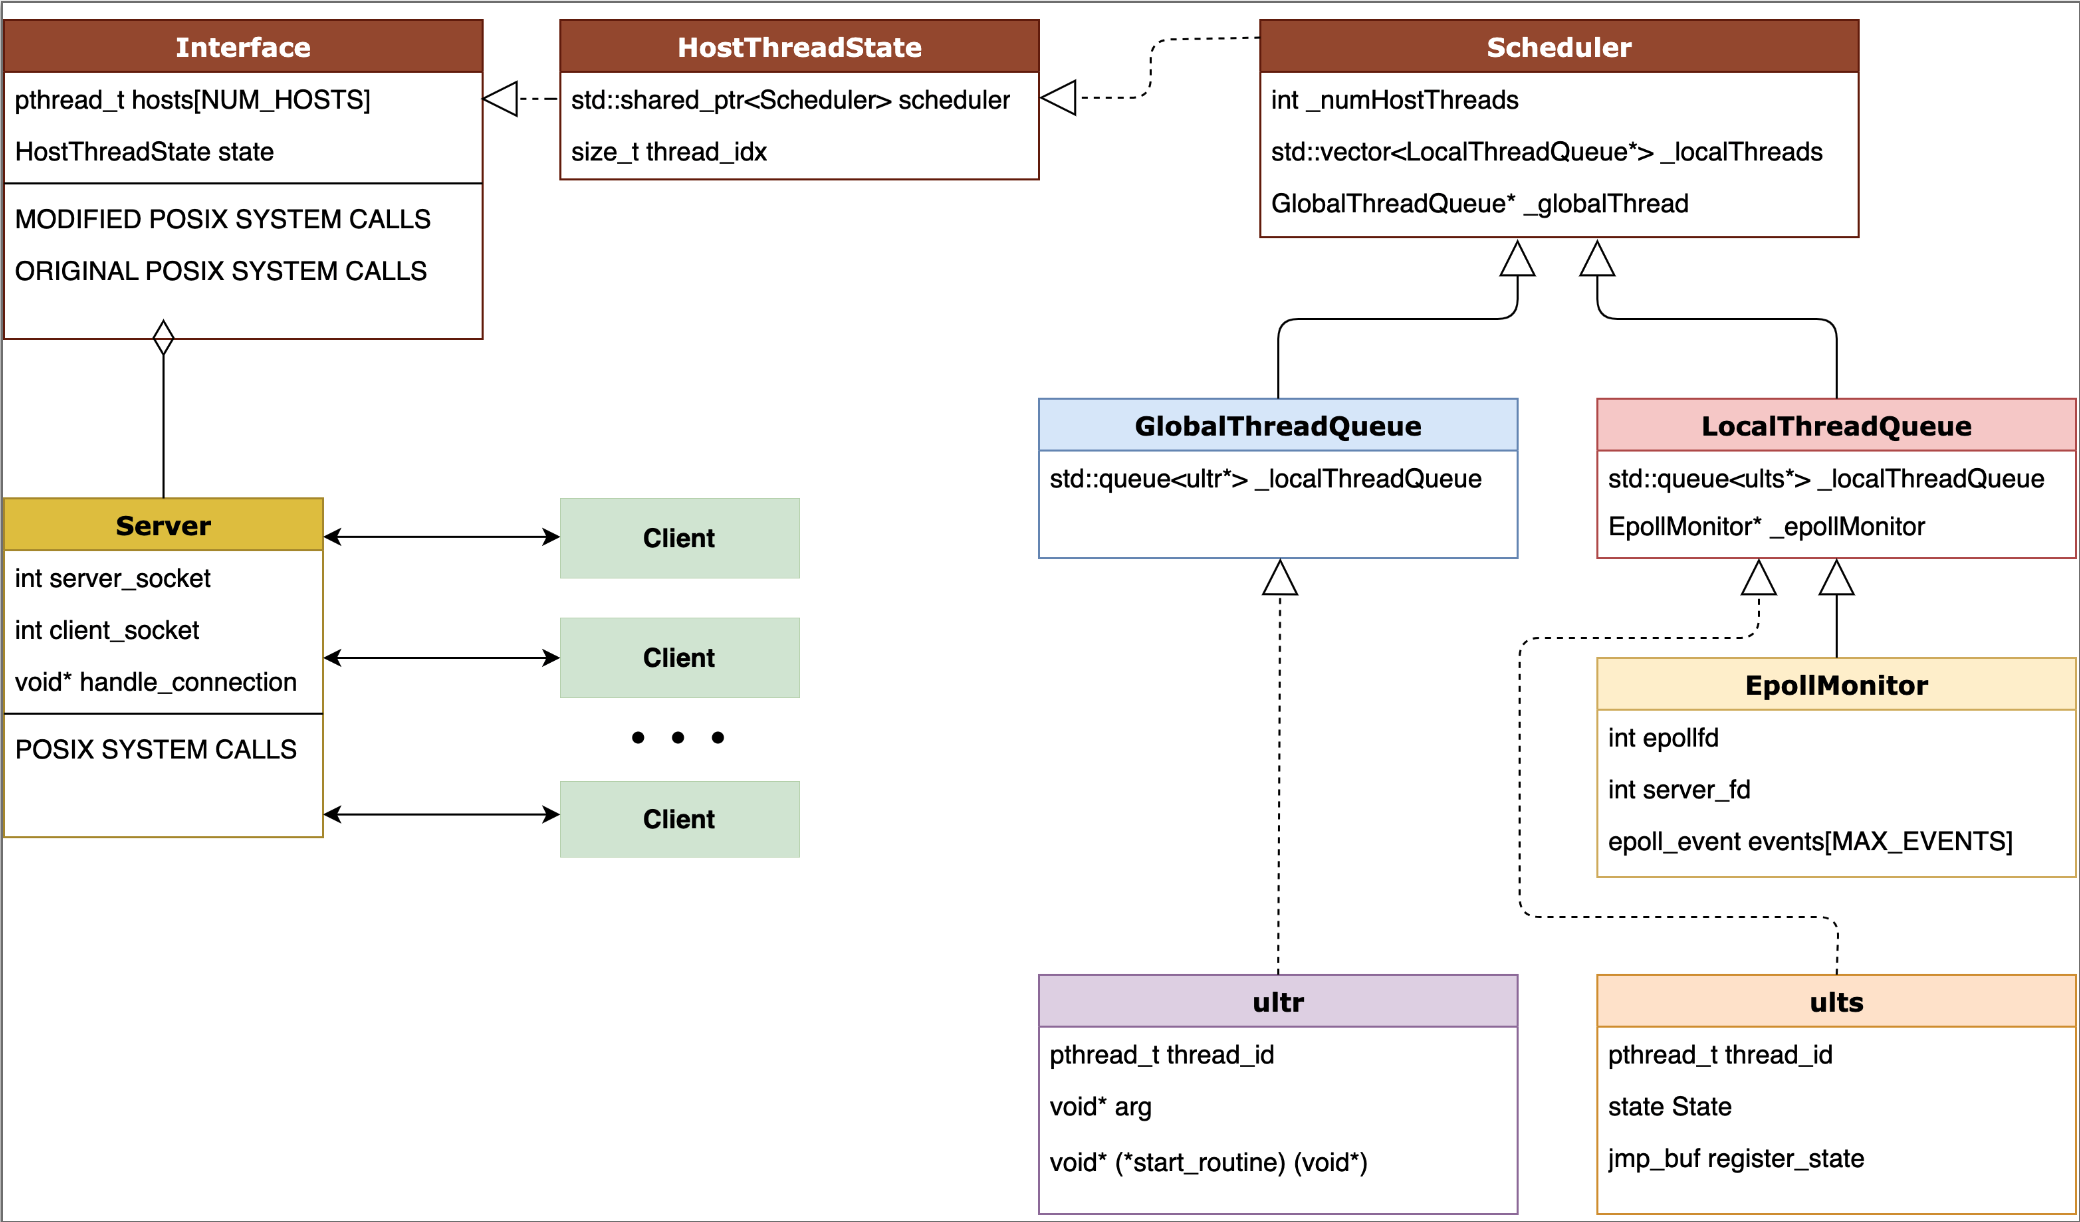 Interface
pthread_t hosts[NUM_HOSTS]
HostThreadState state
MODIFIED POSIX SYSTEM CALLS
ORIGINAL POSIX SYSTEM CALLS
HostThreadState
std::shared_ptr<Scheduler> scheduler
size_t thread_idx
Scheduler
int _numHostThreads
std::vector<LocalThreadQueue*> _localThreads
GlobalThreadQueue* _globalThread
GlobalThreadQueue
std::queue<ultr*> _localThreadQueue
LocalThreadQueue
std::queue<ults*> _localThreadQueue
EpollMonitor* _epollMonitor
Server
int server_socket
int client_socket
void* handle_connection
POSIX SYSTEM CALLS
Client
Client
Client
EpollMonitor
int epollfd
int server_fd
epoll_event events[MAX_EVENTS]
ultr
pthread_t thread_id
void* arg
void* (*start_routine) (void*)
ults
pthread_t thread_id
state State
jmp_buf register_state